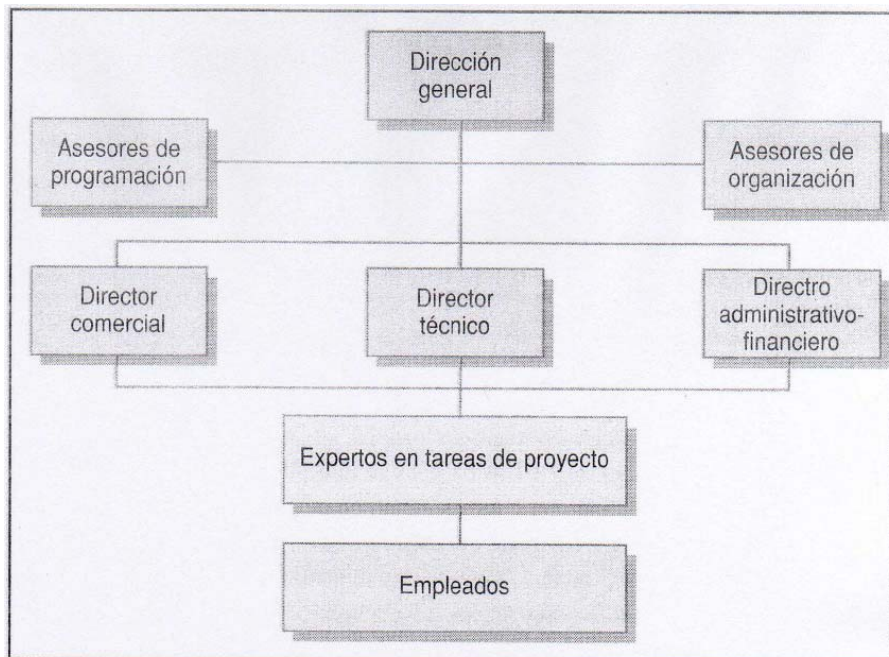 Dirección
general
Asesores de
programación
Asesores de
organización
Director
comercial
Director
técnico
Directro
administrativo-
financiero
Expertos en tareas de proyecto
Empleados